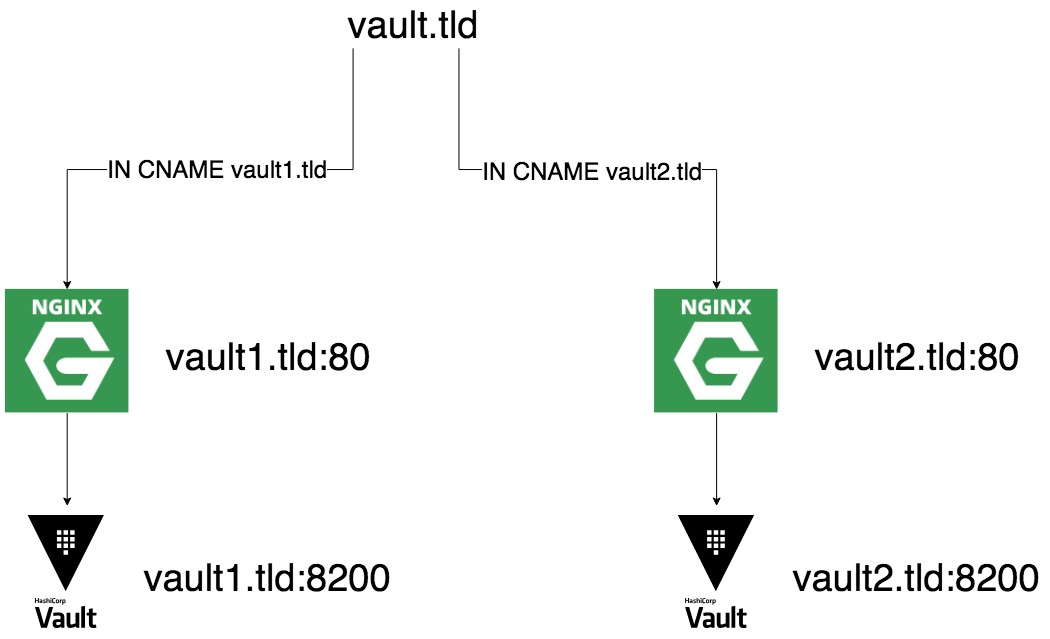 vault.tld
IN CNAME vault1.tld
IN CNAME vault2.tld
NGINX
vault1.tld:80
NGINX
vault2.tld:80
vault1.tld:8200
HashiCorp
Vault
vault2.tld:8200
HashiCorp
Vault